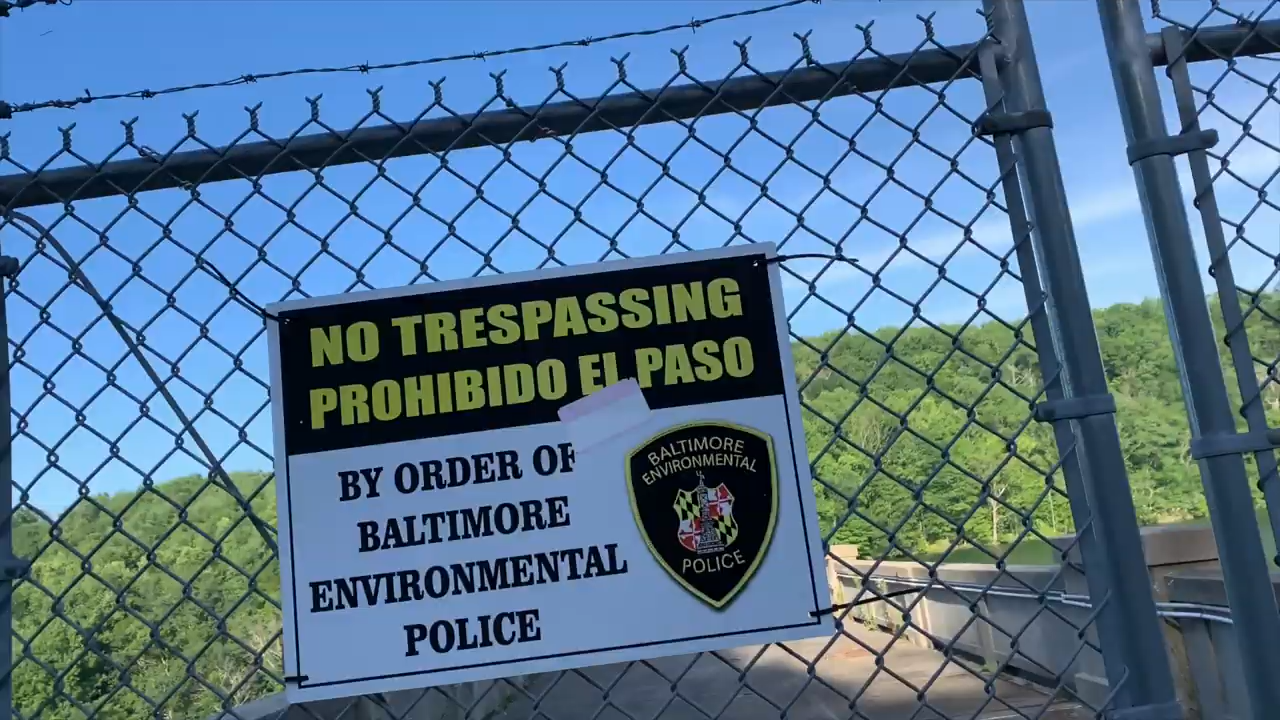 NO TRESPASSING
PROHIBIDO EL PASO
BY ORDER OF
BALTIMORE
ENVIRONMENTAL
POLICE
BALTIMORE
ENVIRONMENTAL
POLICE